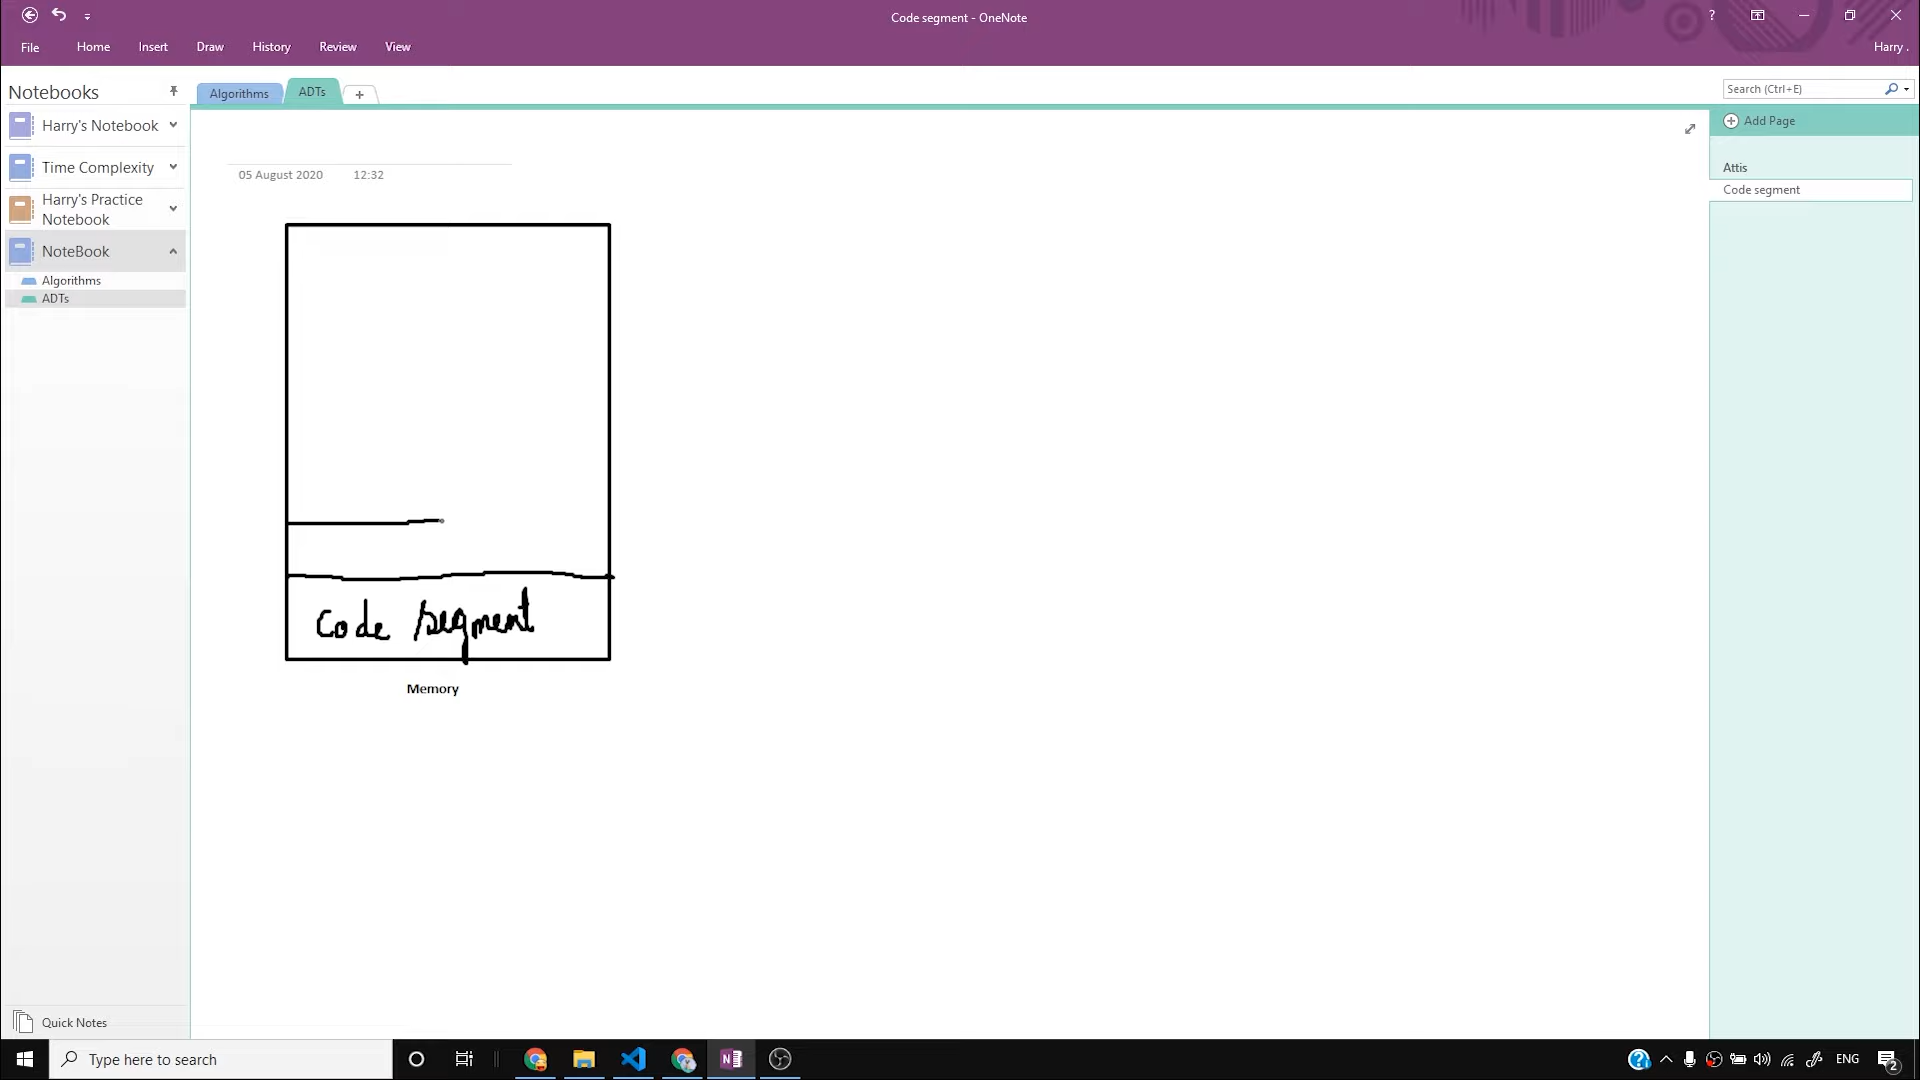 Code segment - OneNote
?
File
Home
Insert
Draw
History
Review
View
Harry .
Notebooks
Algorithms
ADTs
+
Search (Ctrl+E)
Harry's Notebook
Time Complexity
Harry's Practice
Notebook
NoteBook
Algorithms
ADTs
05 August 2020 12:32
Code segment
Memory
Add Page
Attis
Code segment
Quick Notes
Type here to search
N
?
ENG
2